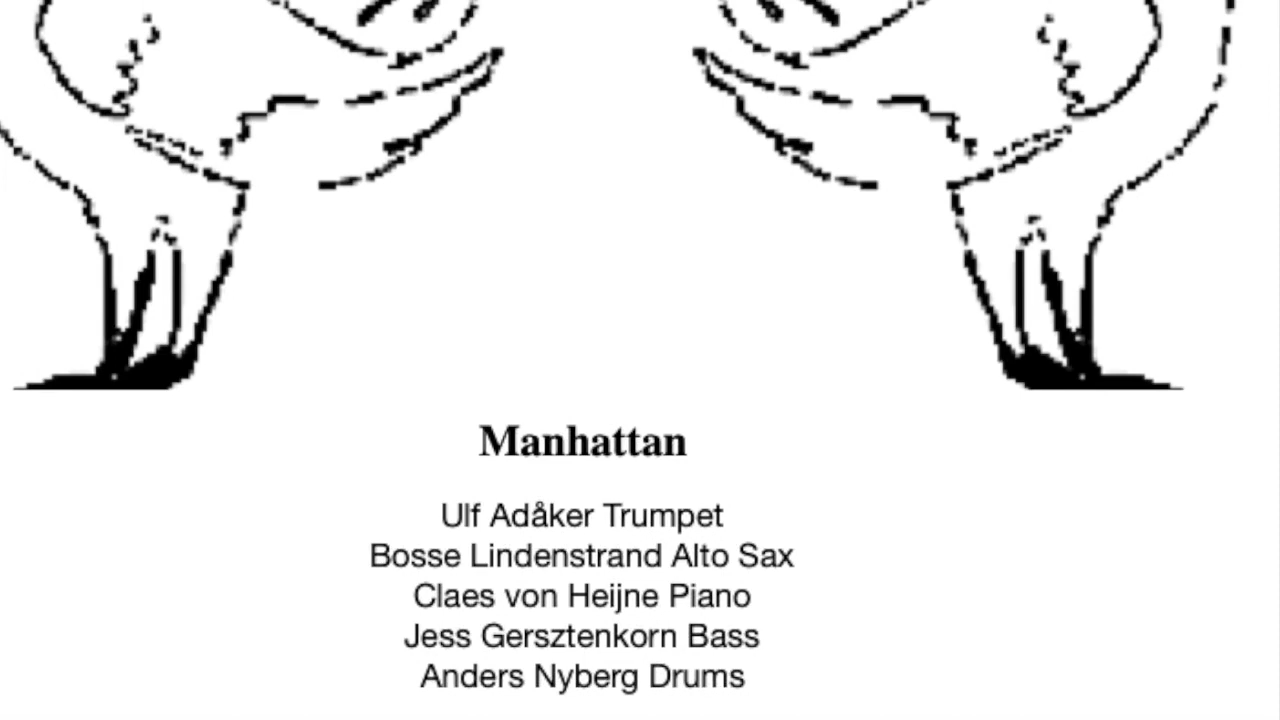 Manhattan
Ulf Adåker Trumpet
Bosse Lindenstrand Alto Sax
Claes von Heijne Piano
Jess Gersztenkorn Bass
Anders Nyberg Drums